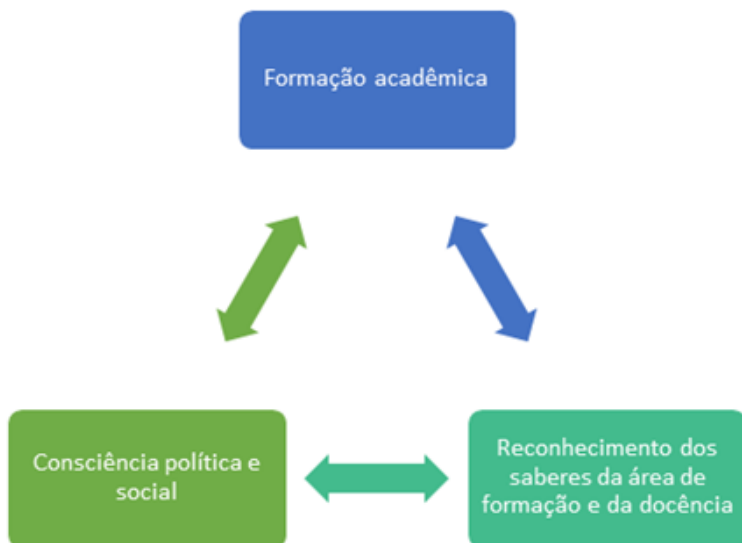 Formação acadêmica
Consciência política e
social
Reconhecimento dos
saberes da área de
formação e da docência